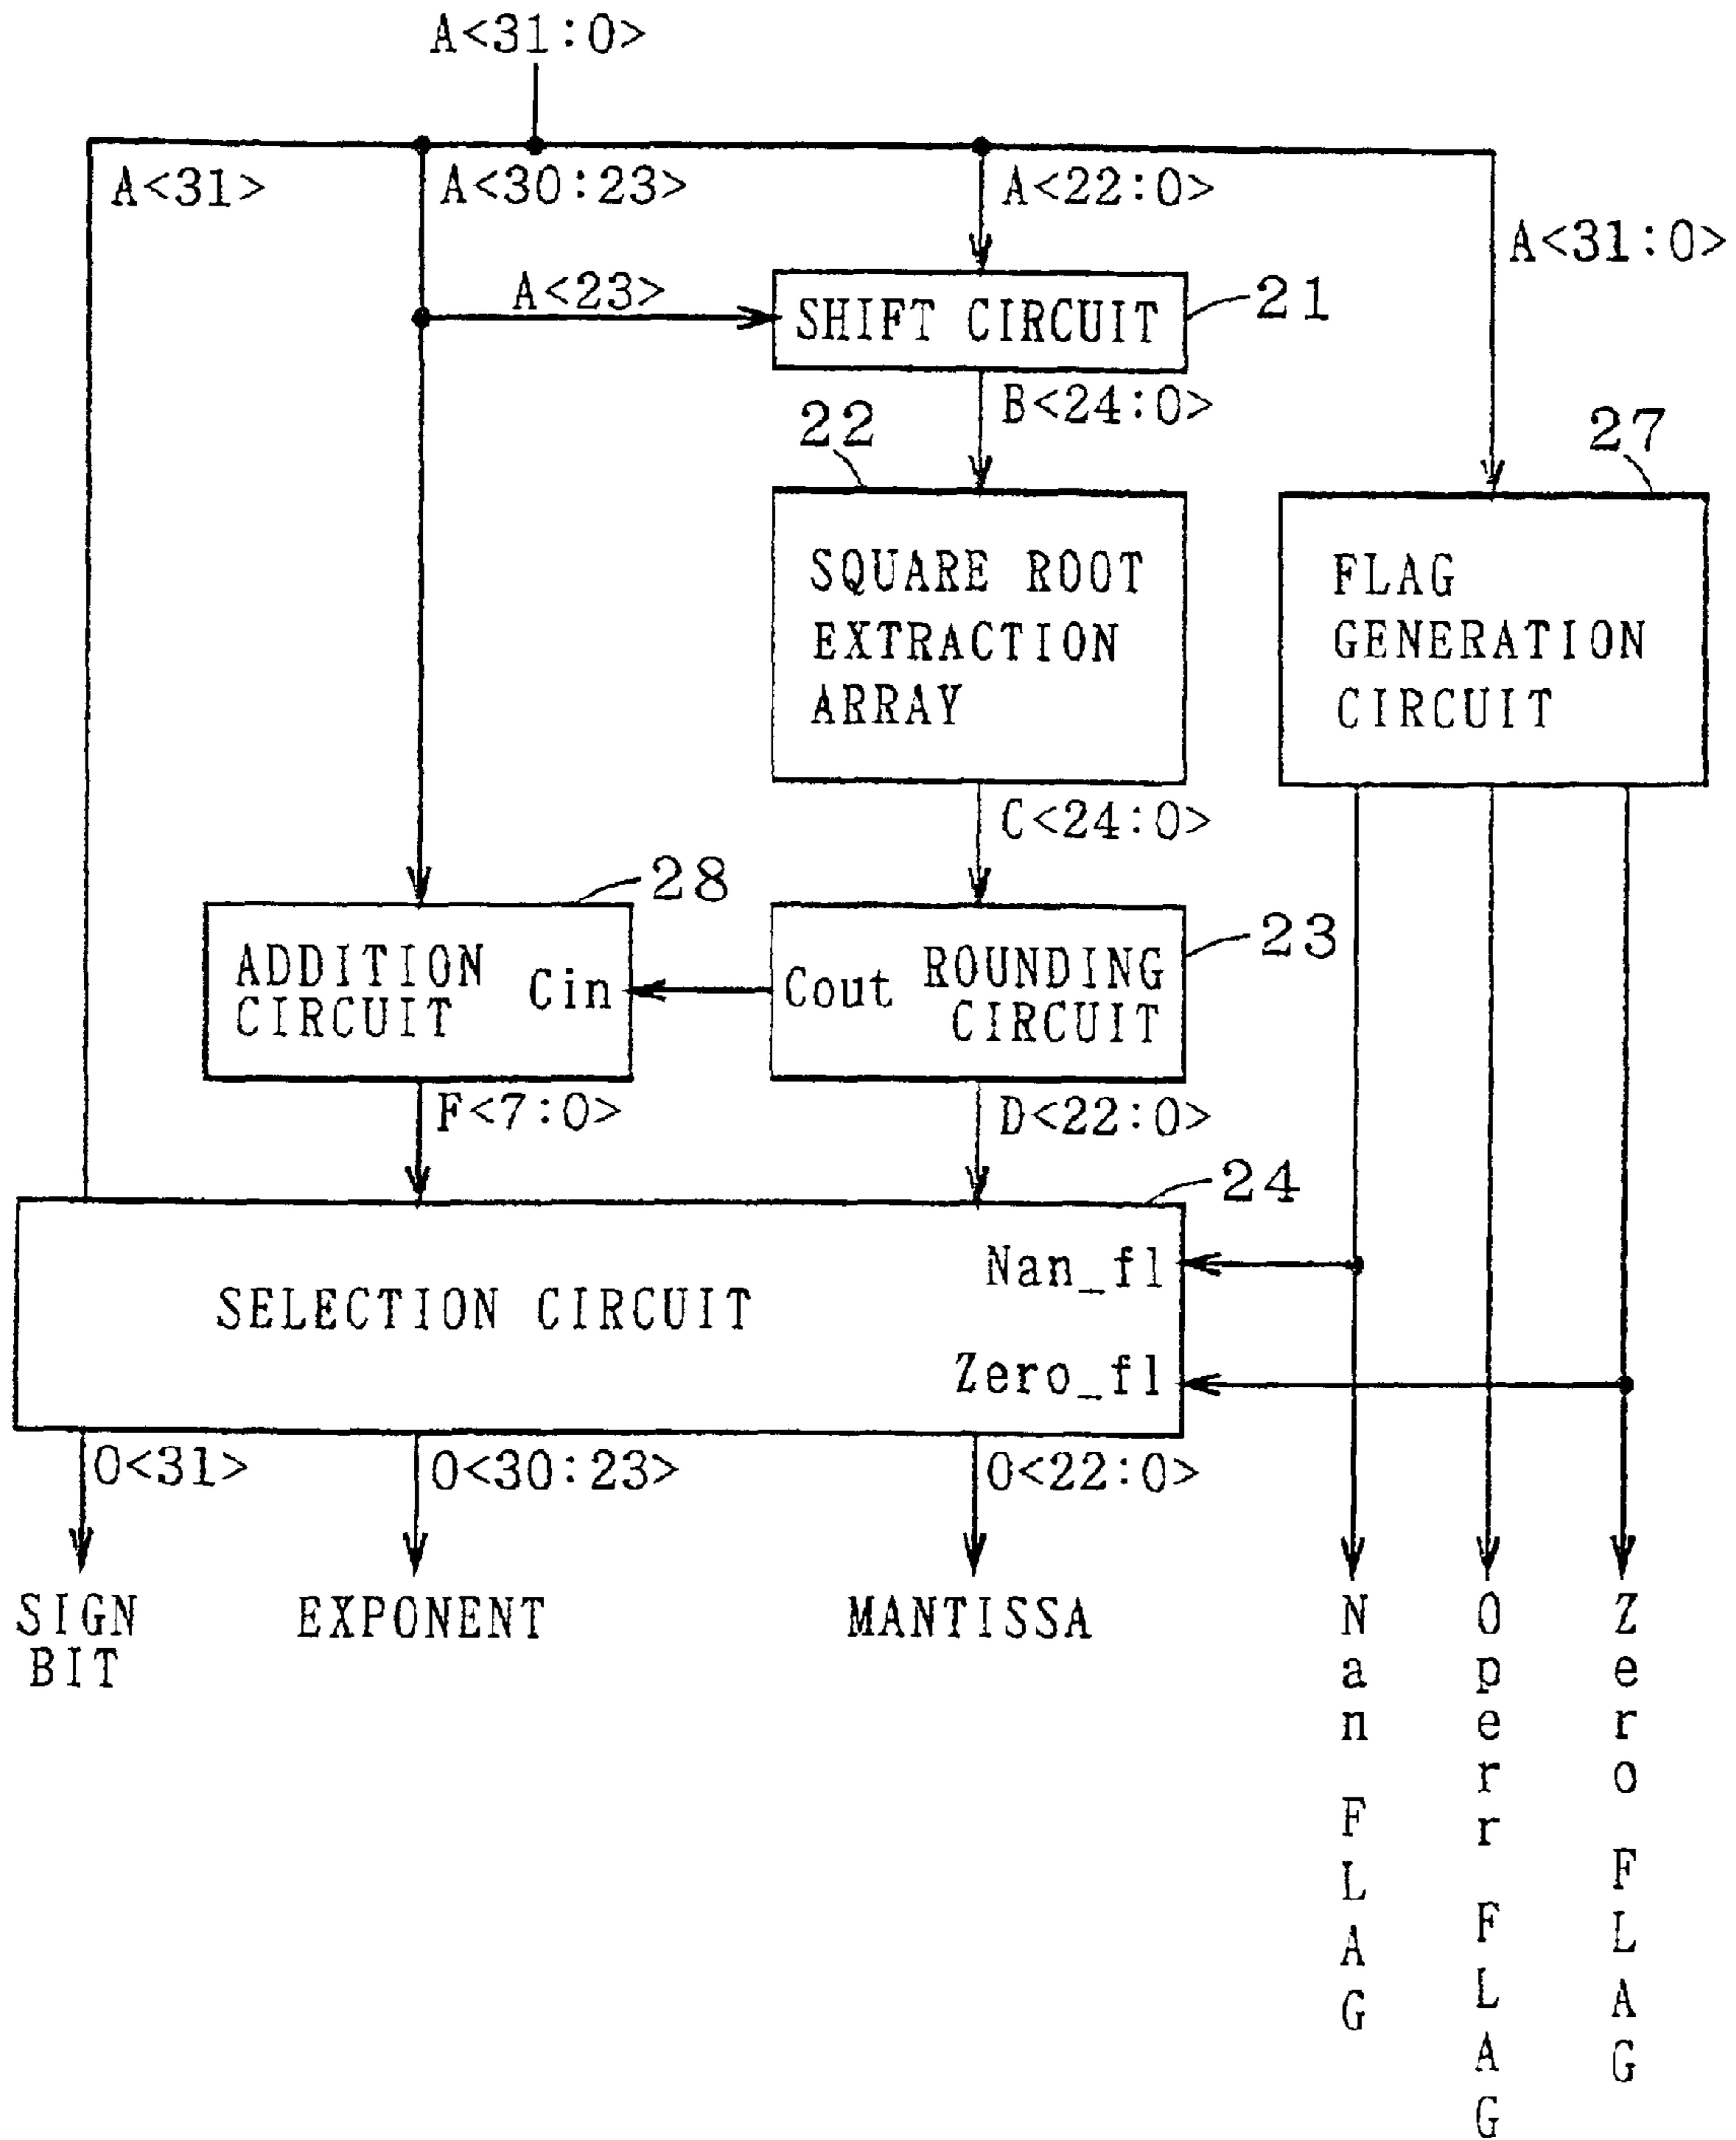 A<31:0>
A<31>
A<30:23>
A<22:0>
A<31:0>
A<23>
SHIFT CIRCUIT
21
B<24:0>
22
27
SQUARE ROOT
EXTRACTION
ARRAY
FLAG
GENERATION
CIRCUIT
C<24:0>
28
23
ADDITION
CIRCUIT
Cin
Cout
ROUNDING
CIRCUIT
F<7:0>
D<22:0>
24
Nan_fl
SELECTION CIRCUIT
Zero_fl
O<31>
O<30:23>
O<22:0>
SIGN
BIT
EXPONENT
MANTISSA
Nan FLAG
Operr FLAG
Zero FLAG